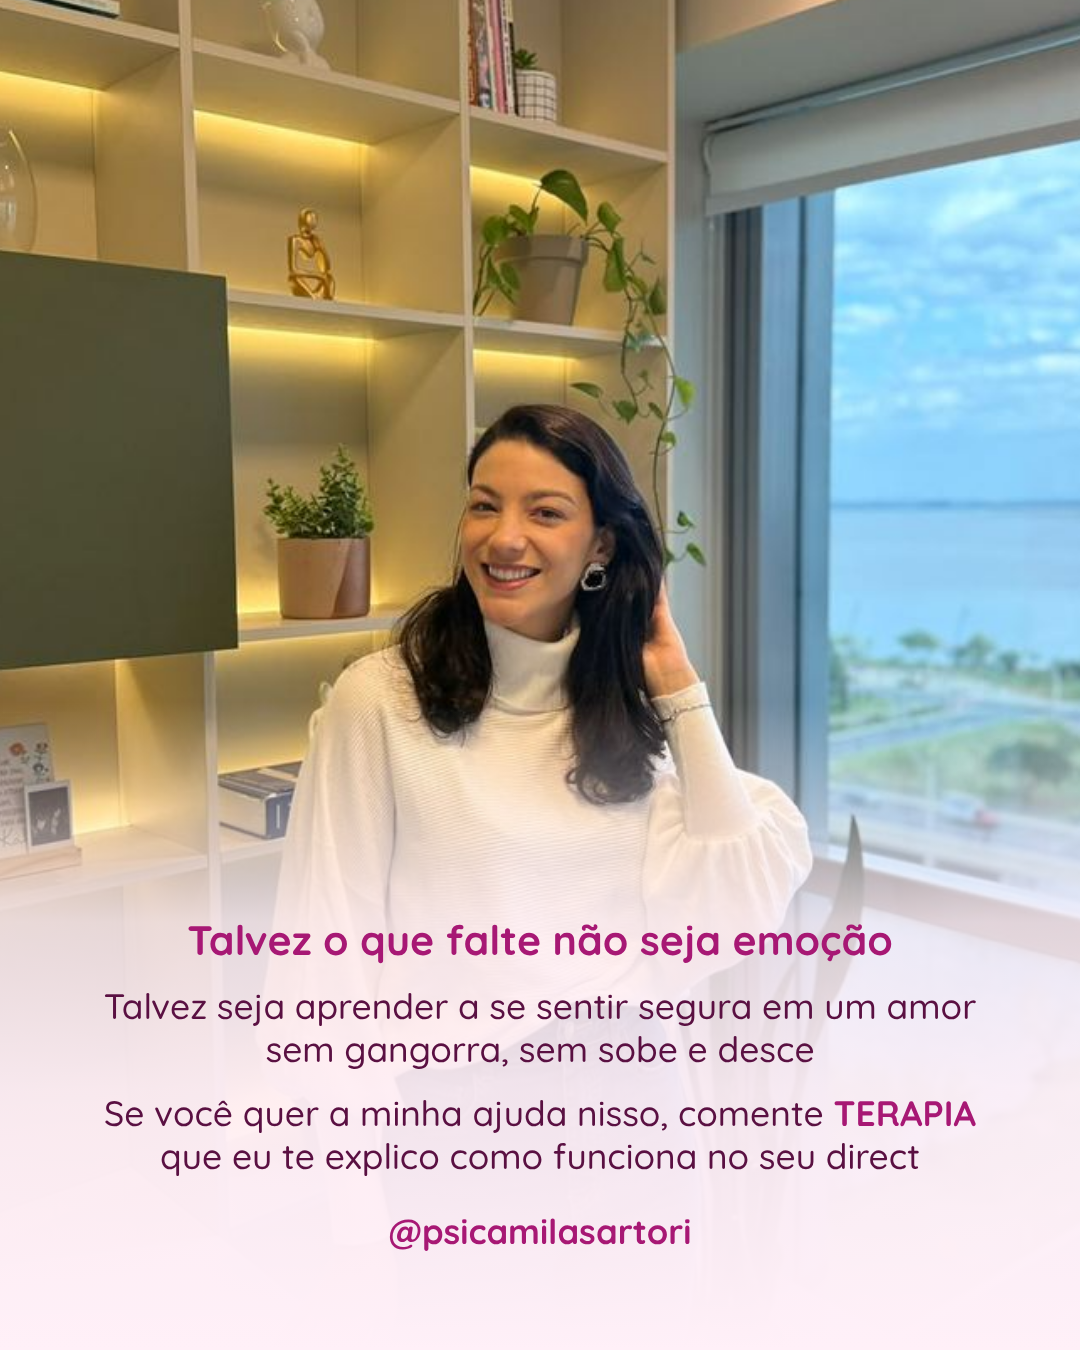 Talvez o que falte não seja emoção
Talvez seja aprender a se sentir segura em um amor
sem gangorra, sem sobe e desce
Se você quer a minha ajuda nisso, comente TERAPIA
que eu te explico como funciona no seu direct
@psicamilasartori